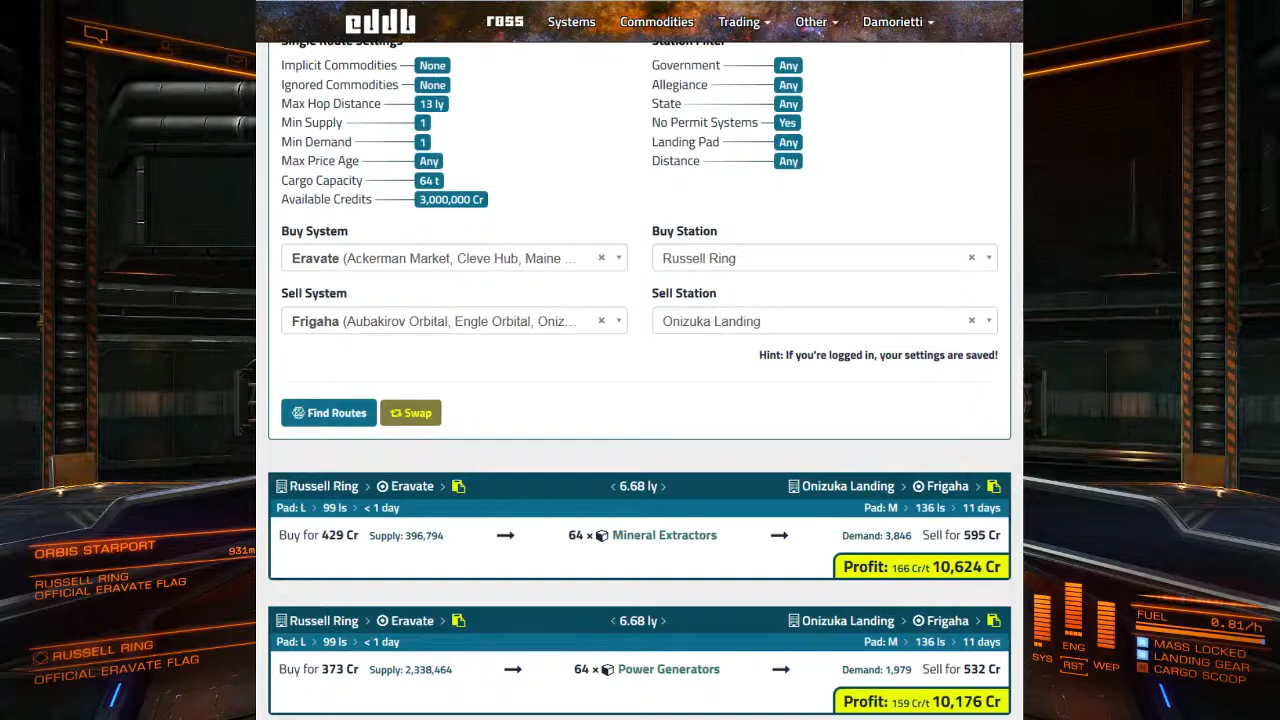 eddb
ross
Systems
Commodities
Trading
Other
Damorietti
Single Route Settings
Station Filter
Implicit Commodities None
Ignored Commodities None
Max Hop Distance 13 ly
Min Supply 1
Min Demand 1
Max Price Age Any
Cargo Capacity 64 t
Available Credits 3,000,000 Cr
Government Any
Allegiance Any
State Any
No Permit Systems Yes
Landing Pad Any
Distance Any
Buy System
Eravate (Ackerman Market, Cleve Hub, Maine ...
Buy Station
Russell Ring
Sell System
Frigaha (Aubakirov Orbital, Engle Orbital, Oniz...
Sell Station
Onizuka Landing
Hint: If you're logged in, your settings are saved!
Find Routes
Swap
Russell Ring > Eravate > < 6.68 ly > Onizuka Landing > Frigaha >
Pad: L > 99 ls > < 1 day Pad: M > 136 ls > 11 days
Buy for 429 Cr Supply: 396,794 64 × Mineral Extractors Demand: 3,846 Sell for 595 Cr
Profit: 166 Cr/t 10,624 Cr
Russell Ring > Eravate > < 6.68 ly > Onizuka Landing > Frigaha >
Pad: L > 99 ls > < 1 day Pad: M > 136 ls > 11 days
Buy for 373 Cr Supply: 2,338,464 64 × Power Generators Demand: 1,979 Sell for 532 Cr
Profit: 159 Cr/t 10,176 Cr
ORBIS STARPORT 931m
RUSSELL RING
OFFICIAL ERAVATE FLAG
RUSSELL RING
OFFICIAL ERAVATE FLAG
FUEL
0.81/h
MASS LOCKED
LANDING GEAR
CARGO SCOOP
SYS
ENG
WEP
RST